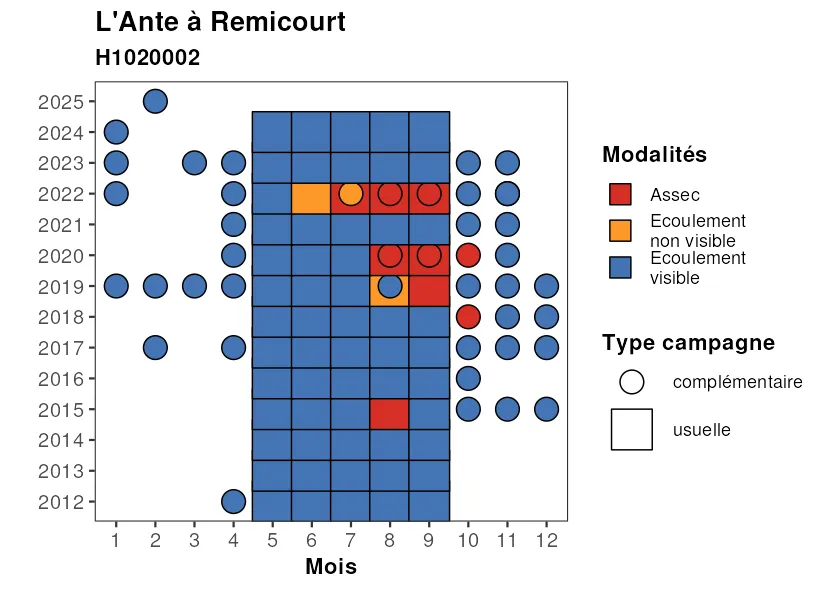 L'Ante à Remicourt
H1020002
2025
2024
2023
2022
2021
2020
2019
2018
2017
2016
2015
2014
2013
2012
1 2 3 4 5 6 7 8 9 10 11 12
Mois
Modalités
Assec
Ecoulement
non visible
Ecoulement
visible
Type campagne
complémentaire
usuelle